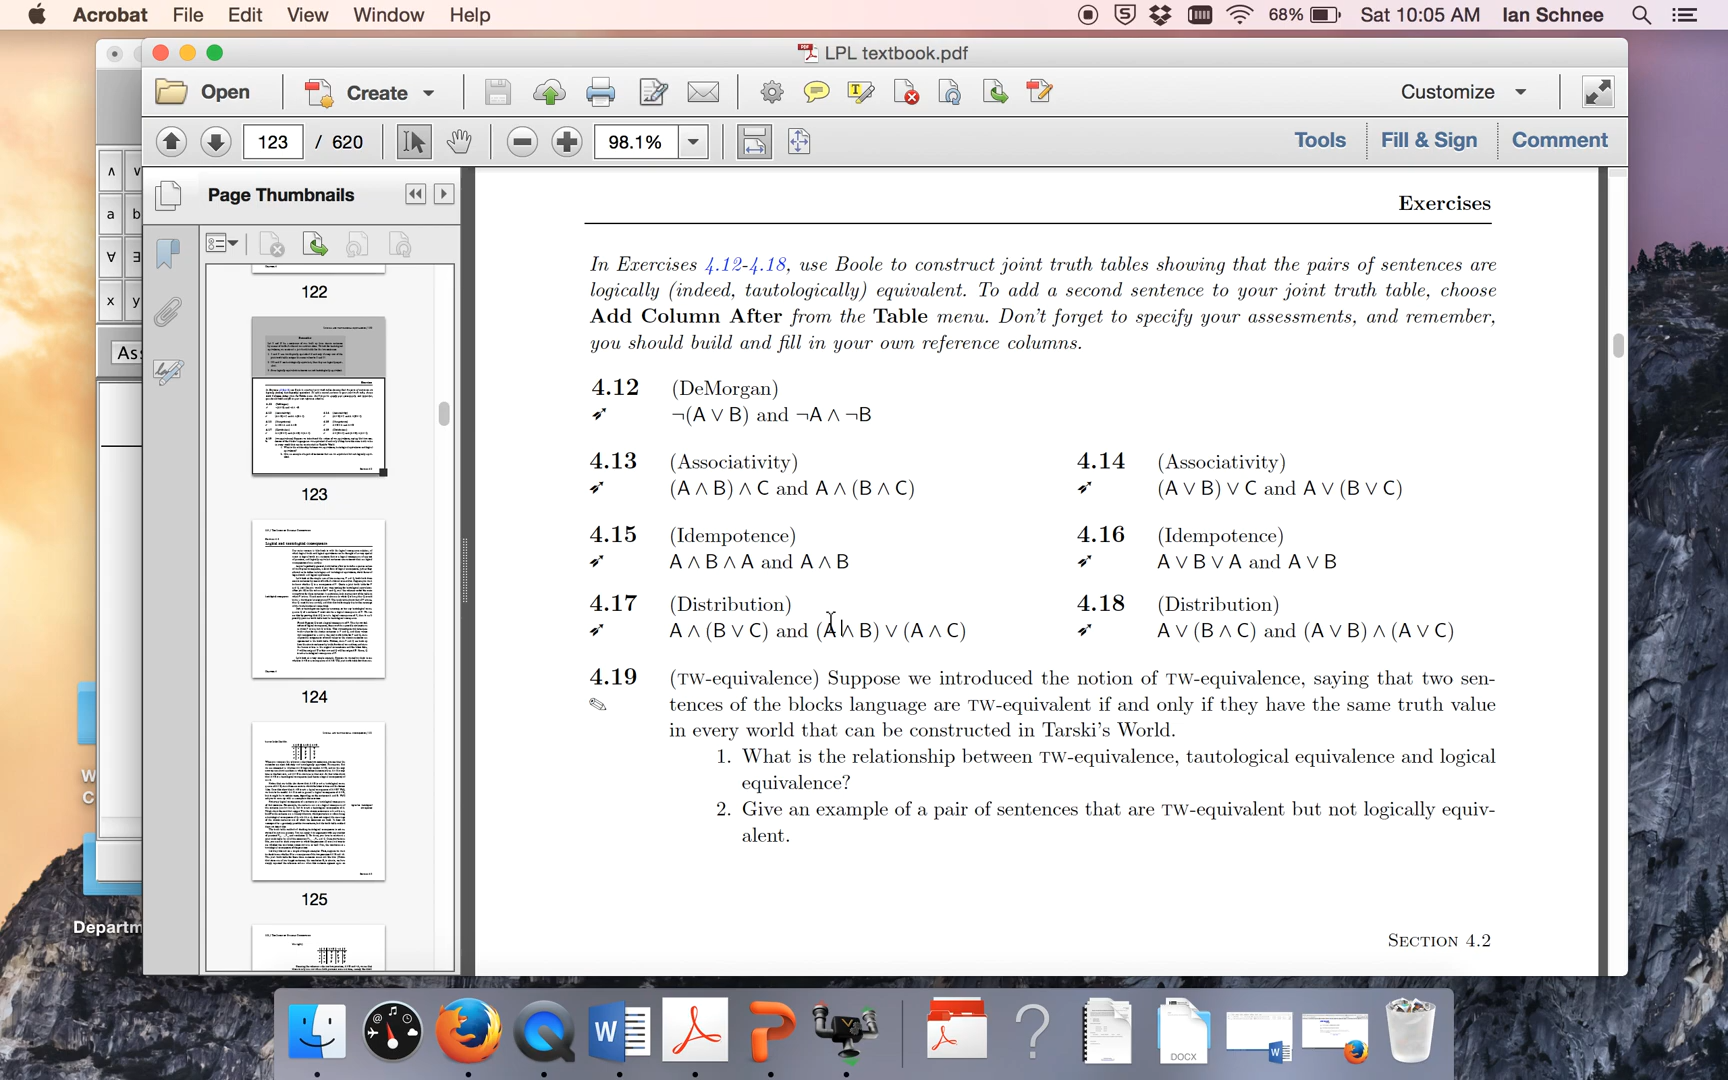 Acrobat File Edit View Window Help 68% Sat 10:05 AM Ian Schnee
LPL textbook.pdf
Open Create Customize
123 / 620 98.1% Tools Fill & Sign Comment
Page Thumbnails
∧
a b
∀ ∃
x y
122
123
124
125
Exercises
In Exercises 4.12-4.18, use Boole to construct joint truth tables showing that the pairs of sentences are
logically (indeed, tautologically) equivalent. To add a second sentence to your joint truth table, choose
Add Column After from the Table menu. Don't forget to specify your assessments, and remember,
you should build and fill in your own reference columns.
4.12 (DeMorgan)
¬(A ∨ B) and ¬A ∧ ¬B
4.13 (Associativity)
(A ∧ B) ∧ C and A ∧ (B ∧ C)
4.14 (Associativity)
(A ∨ B) ∨ C and A ∨ (B ∨ C)
4.15 (Idempotence)
A ∧ B ∧ A and A ∧ B
4.16 (Idempotence)
A ∨ B ∨ A and A ∨ B
4.17 (Distribution)
A ∧ (B ∨ C) and (A ∧ B) ∨ (A ∧ C)
4.18 (Distribution)
A ∨ (B ∧ C) and (A ∨ B) ∧ (A ∨ C)
4.19 (TW-equivalence) Suppose we introduced the notion of TW-equivalence, saying that two sen-
tences of the blocks language are TW-equivalent if and only if they have the same truth value
in every world that can be constructed in Tarski's World.
1. What is the relationship between TW-equivalence, tautological equivalence and logical
equivalence?
2. Give an example of a pair of sentences that are TW-equivalent but not logically equiv-
alent.
Section 4.2
Ass
W
C
Departm
DOCX